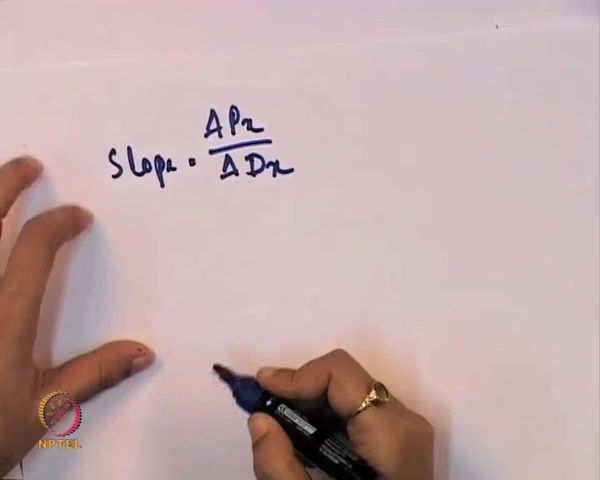 Slope = ΔPx / ΔDx
NPTEL